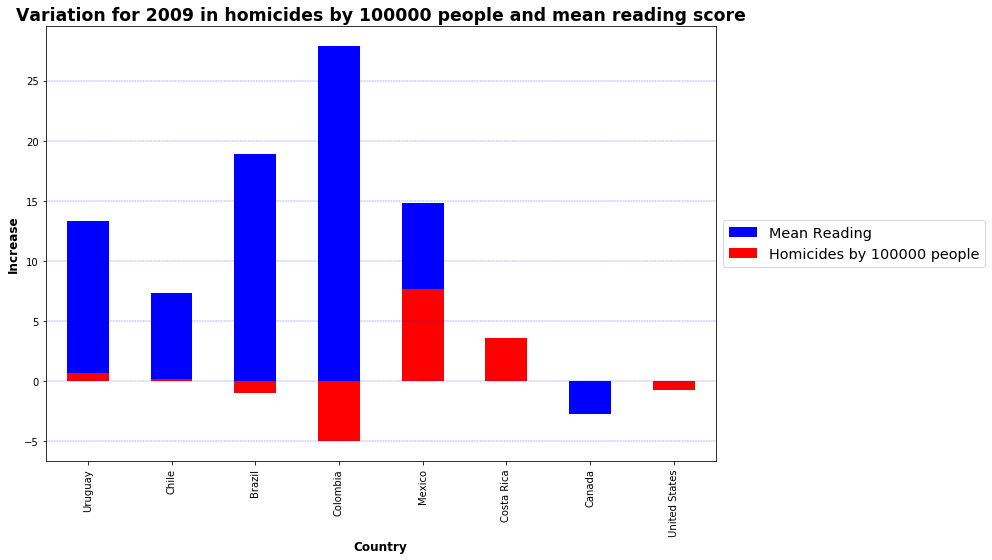 Variation for 2009 in homicides by 100000 people and mean reading score
Increase
25
20
15
10
5
0
−5
Uruguay
Chile
Brazil
Colombia
Mexico
Costa Rica
Canada
United States
Country
Mean Reading
Homicides by 100000 people